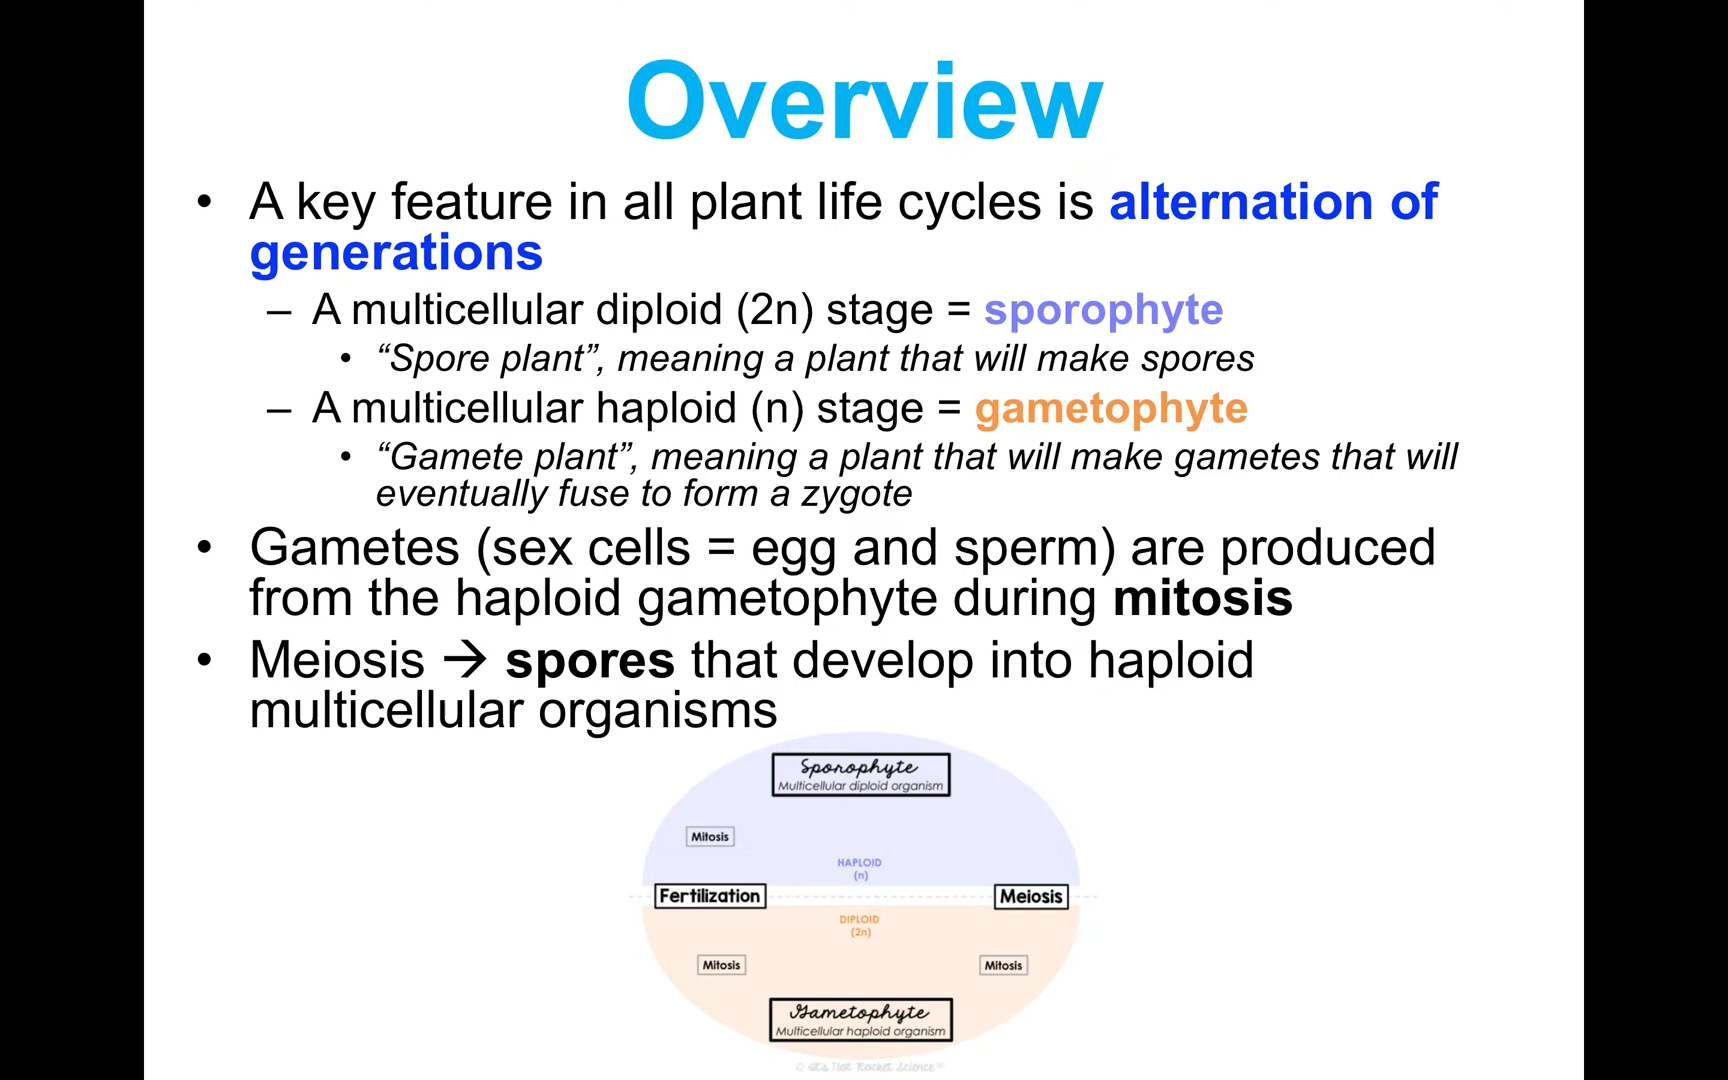 Overview
• A key feature in all plant life cycles is alternation of
generations
– A multicellular diploid (2n) stage = sporophyte
• “Spore plant”, meaning a plant that will make spores
– A multicellular haploid (n) stage = gametophyte
• “Gamete plant”, meaning a plant that will make gametes that will
eventually fuse to form a zygote
• Gametes (sex cells = egg and sperm) are produced
from the haploid gametophyte during mitosis
• Meiosis → spores that develop into haploid
multicellular organisms
Sporophyte
Multicellular diploid organism
Mitosis
HAPLOID
(n)
Fertilization
Meiosis
DIPLOID
(2n)
Mitosis
Mitosis
Gametophyte
Multicellular haploid organism
© It's Not Rocket Science®